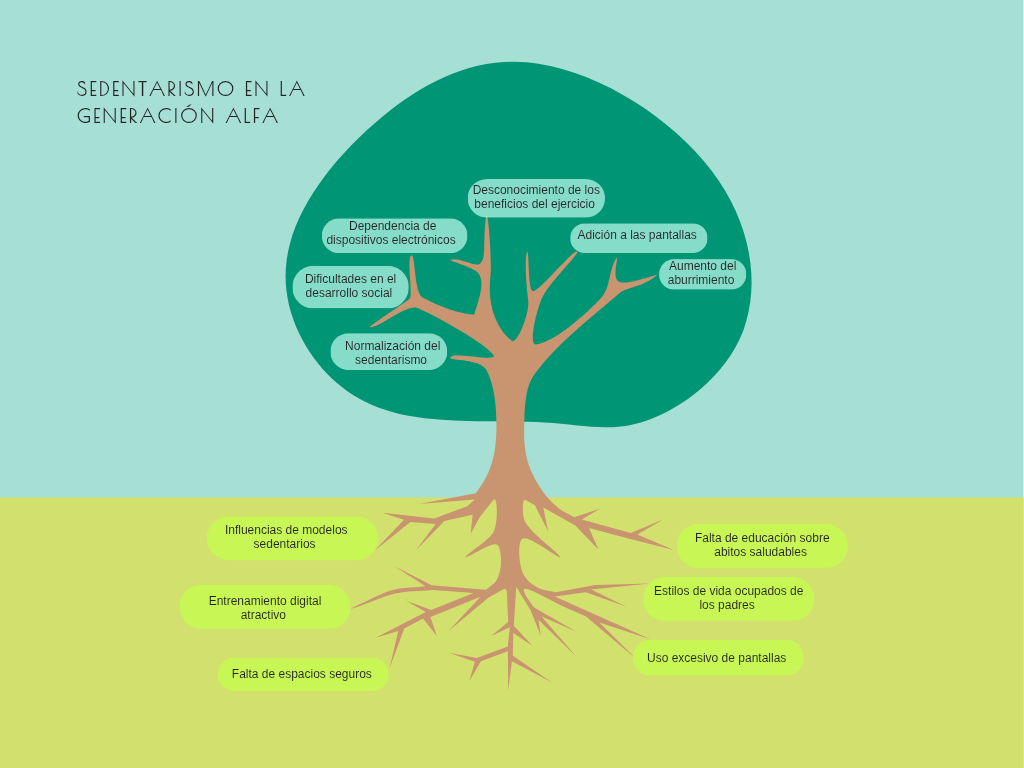 SEDENTARISMO EN LA
GENERACIÓN ALFA
Desconocimiento de los
beneficios del ejercicio
Dependencia de
dispositivos electrónicos
Adición a las pantallas
Aumento del
aburrimiento
Dificultades en el
desarrollo social
Normalización del
sedentarismo
Influencias de modelos
sedentarios
Falta de educación sobre
abitos saludables
Entrenamiento digital
atractivo
Estilos de vida ocupados de
los padres
Falta de espacios seguros
Uso excesivo de pantallas